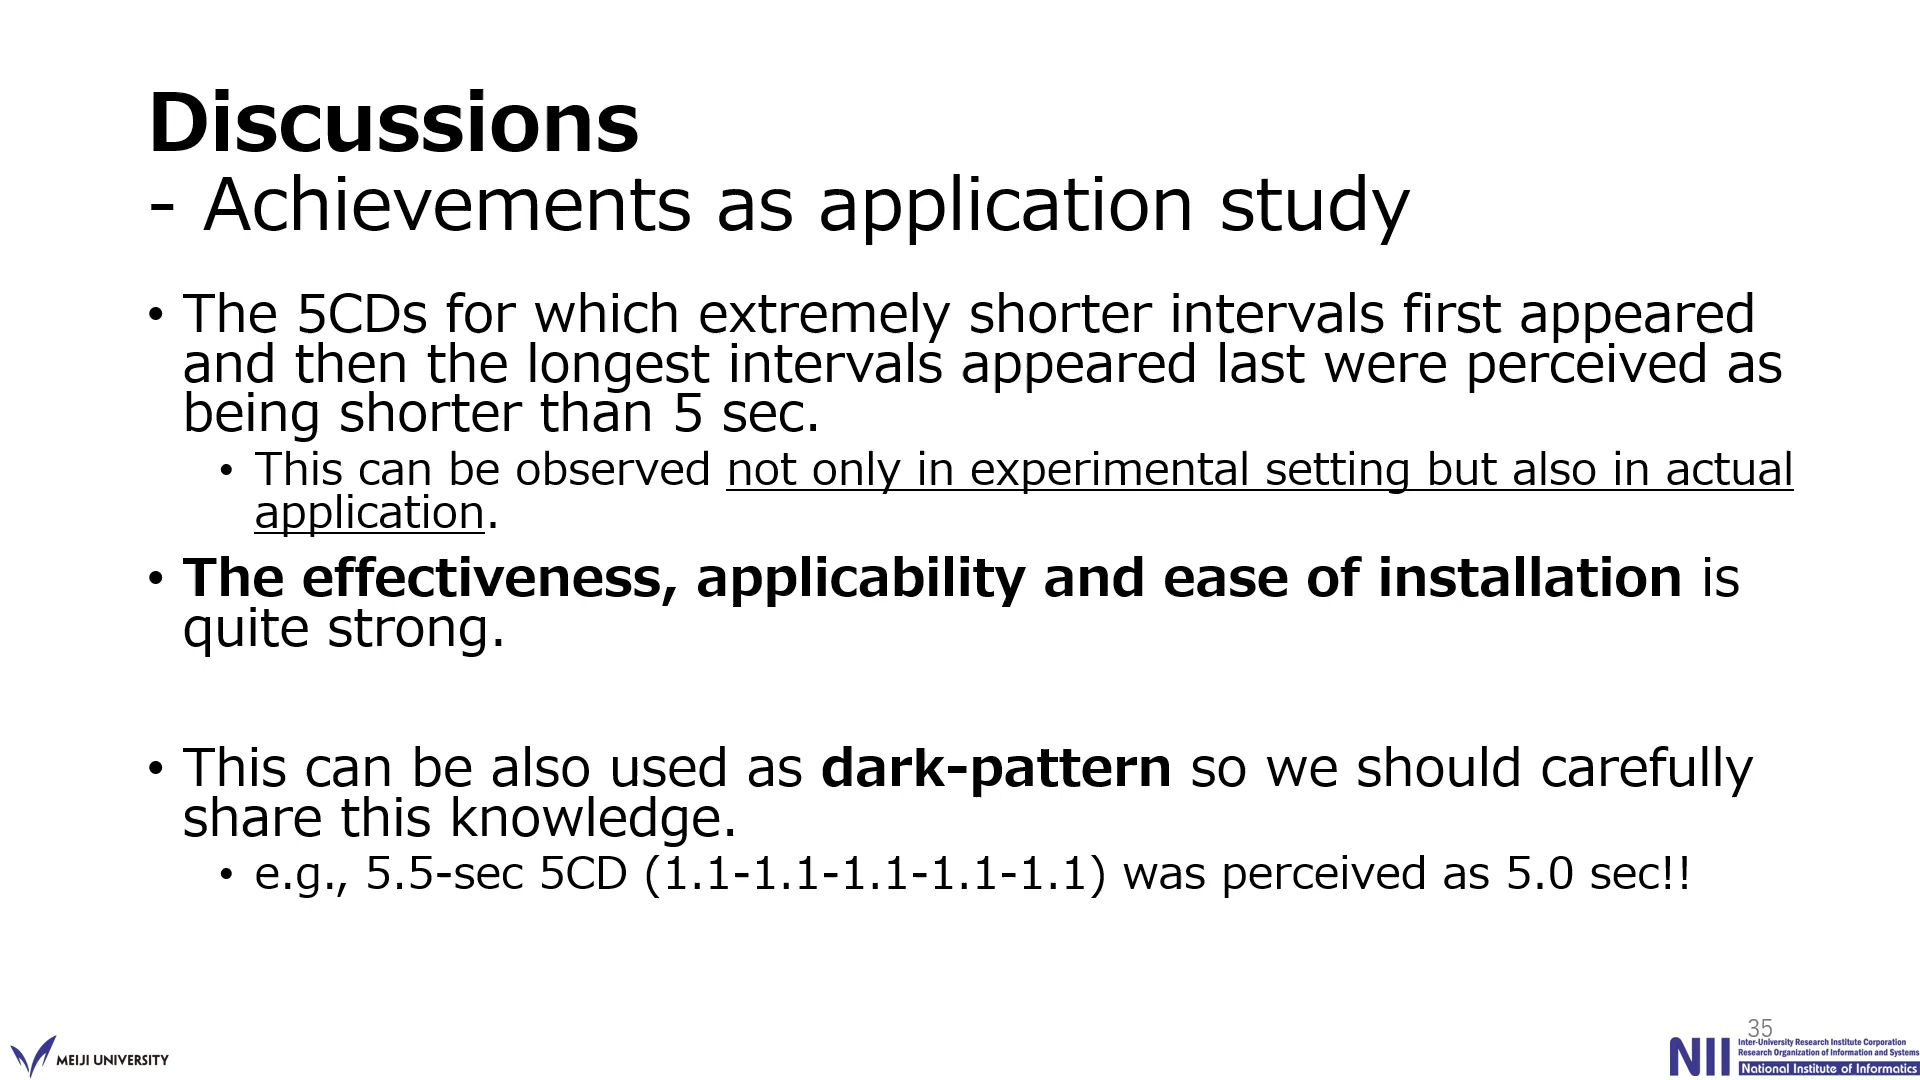 Discussions
- Achievements as application study
• The 5CDs for which extremely shorter intervals first appeared
and then the longest intervals appeared last were perceived as
being shorter than 5 sec.
• This can be observed not only in experimental setting but also in actual
application.
• The effectiveness, applicability and ease of installation is
quite strong.
• This can be also used as dark-pattern so we should carefully
share this knowledge.
• e.g., 5.5-sec 5CD (1.1-1.1-1.1-1.1-1.1) was perceived as 5.0 sec!!
MEIJI UNIVERSITY
35
NII
Inter-University Research Institute Corporation
Research Organization of Information and Systems
National Institute of Informatics